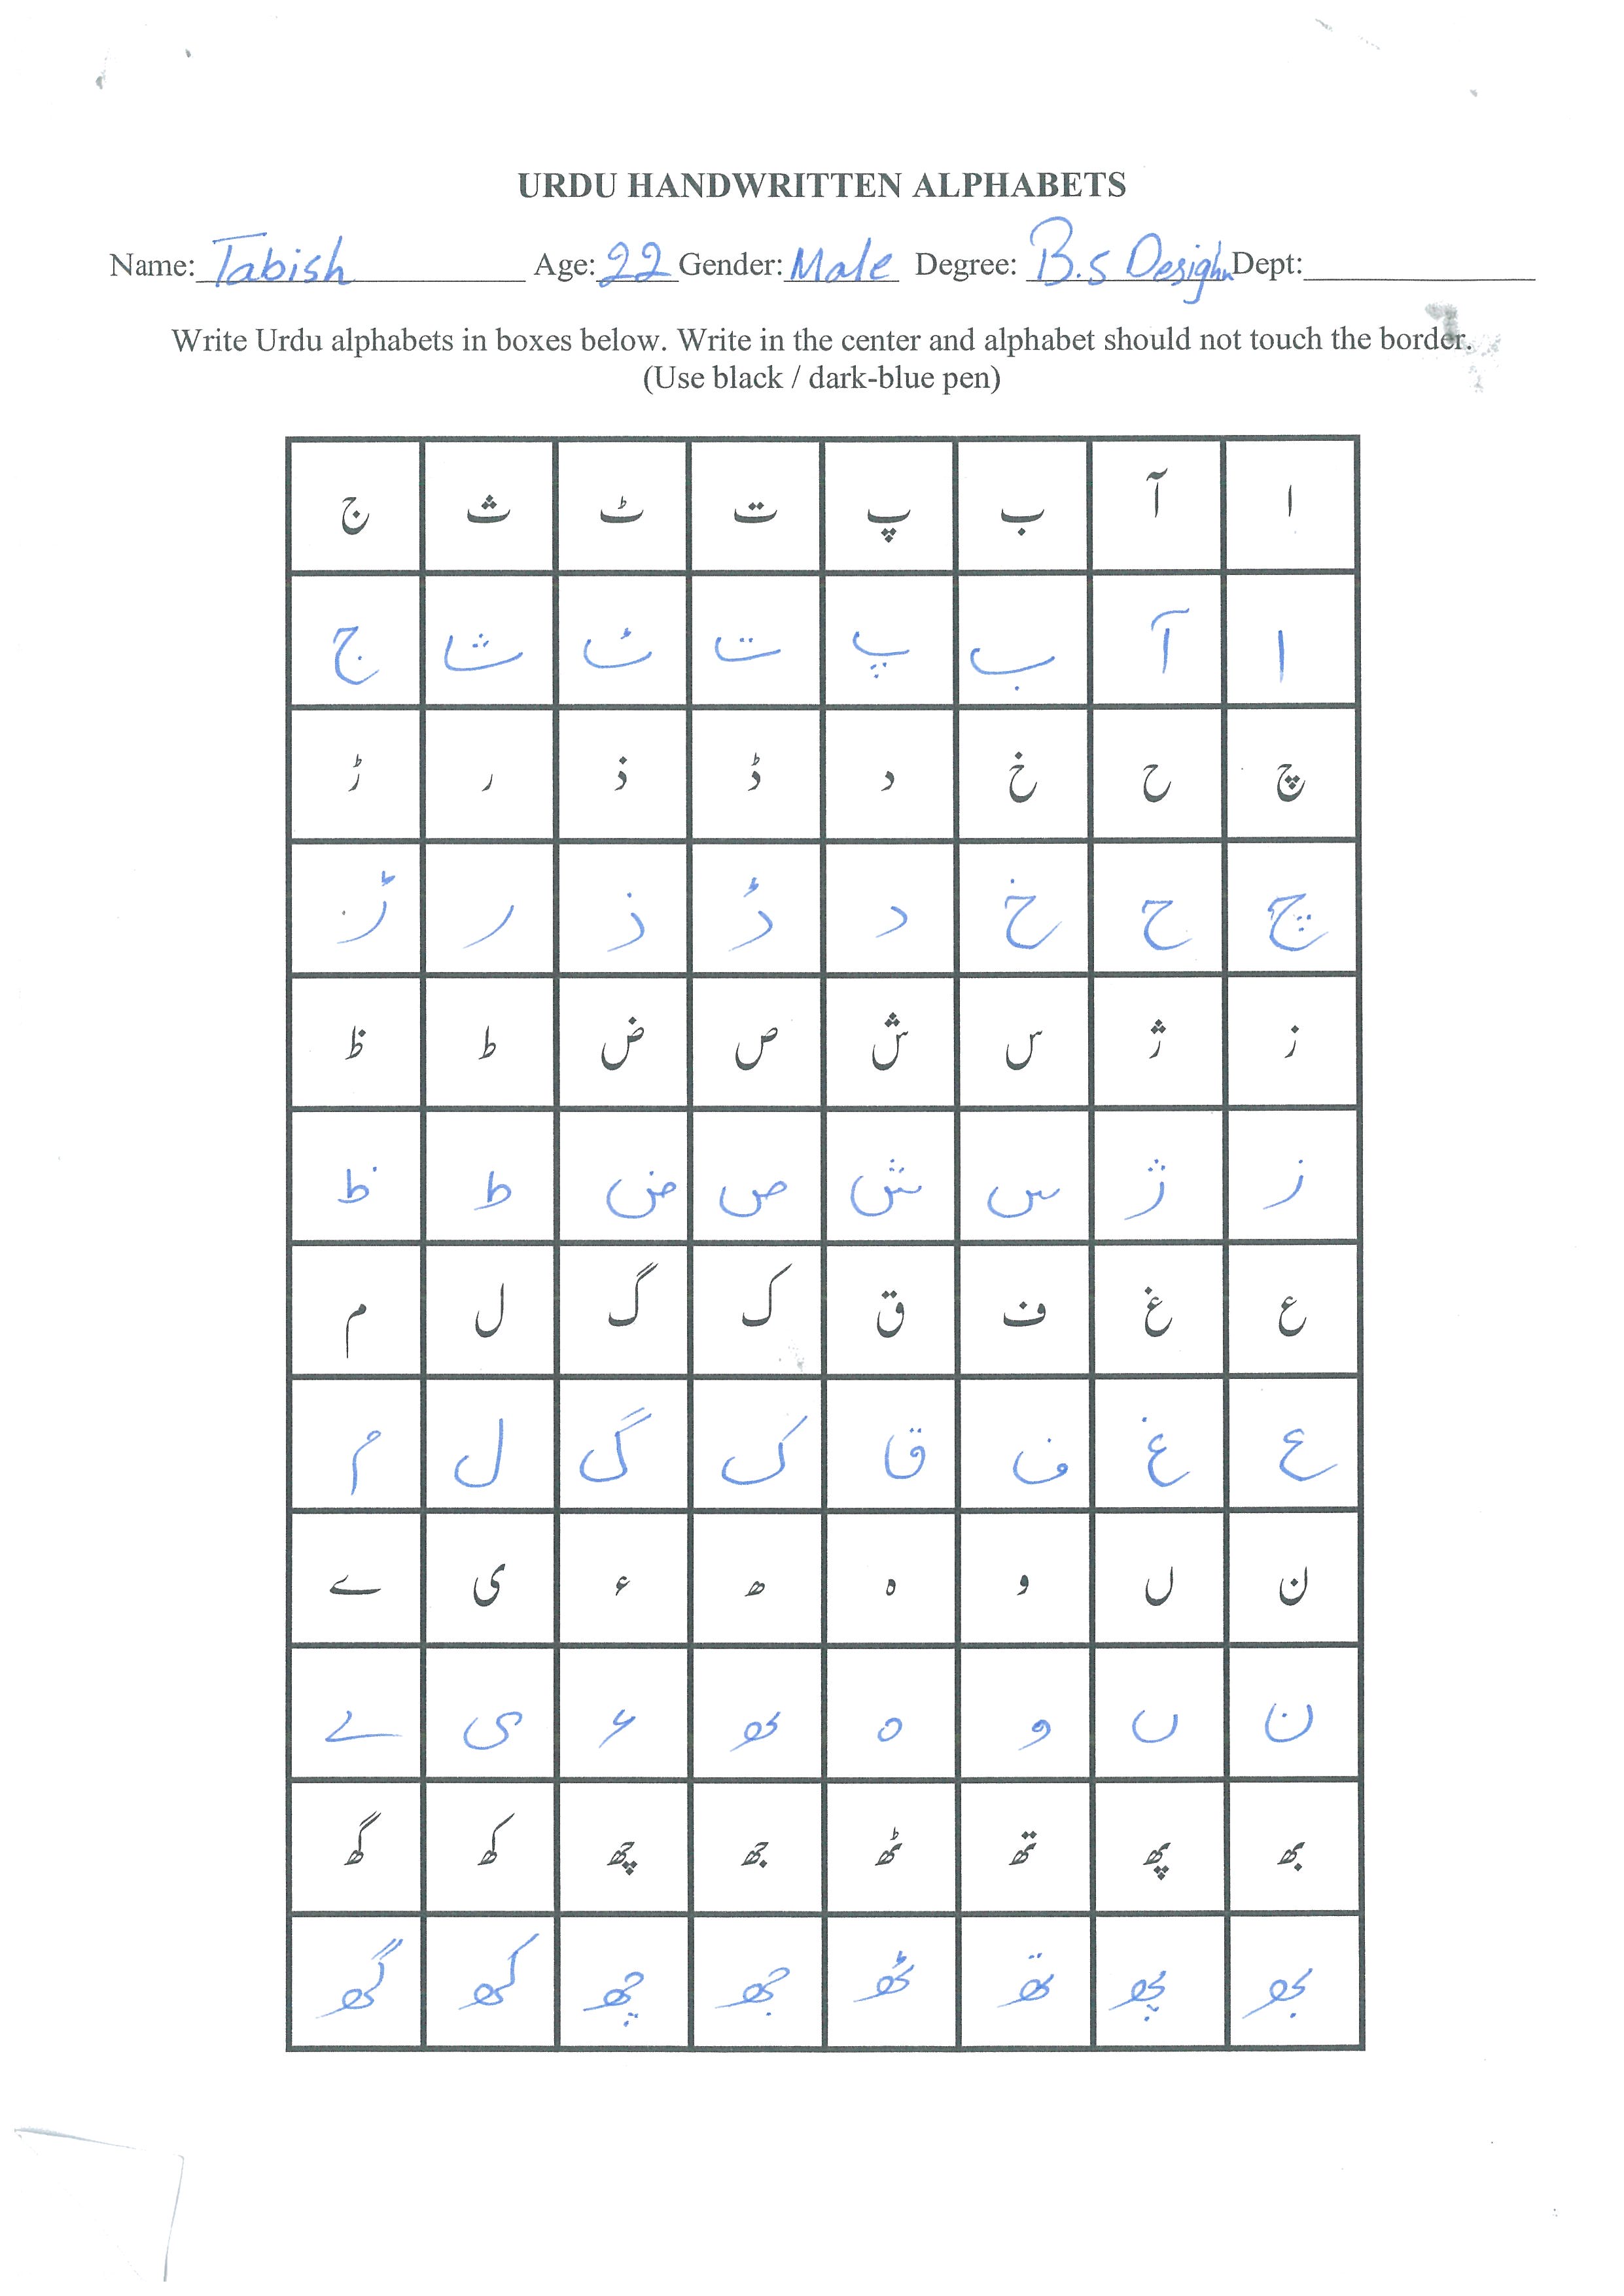 URDU HANDWRITTEN ALPHABETS
Name: Tabish Age: 22 Gender: Male Degree: B.S Desighn Dept:
Write Urdu alphabets in boxes below. Write in the center and alphabet should not touch the border.
(Use black / dark-blue pen)
ا آ ب پ ت ٹ ث ج
ا آ ب پ ت ٹ ث ج
چ ح خ د ڈ ذ ر ڑ
چ ح خ د ڈ ذ ر ڑ
ز ژ س ش ص ض ط ظ
ز ژ س ش ص ض ط ظ
ع غ ف ق ک گ ل م
ع غ ف ق ک گ ل م
ن ں و ہ ھ ء ی ے
ن ں و ہ ھ ء ی ے
بھ پھ تھ ٹھ جھ چھ کھ گھ
بھ پھ تھ ٹھ جھ چھ کھ گھ